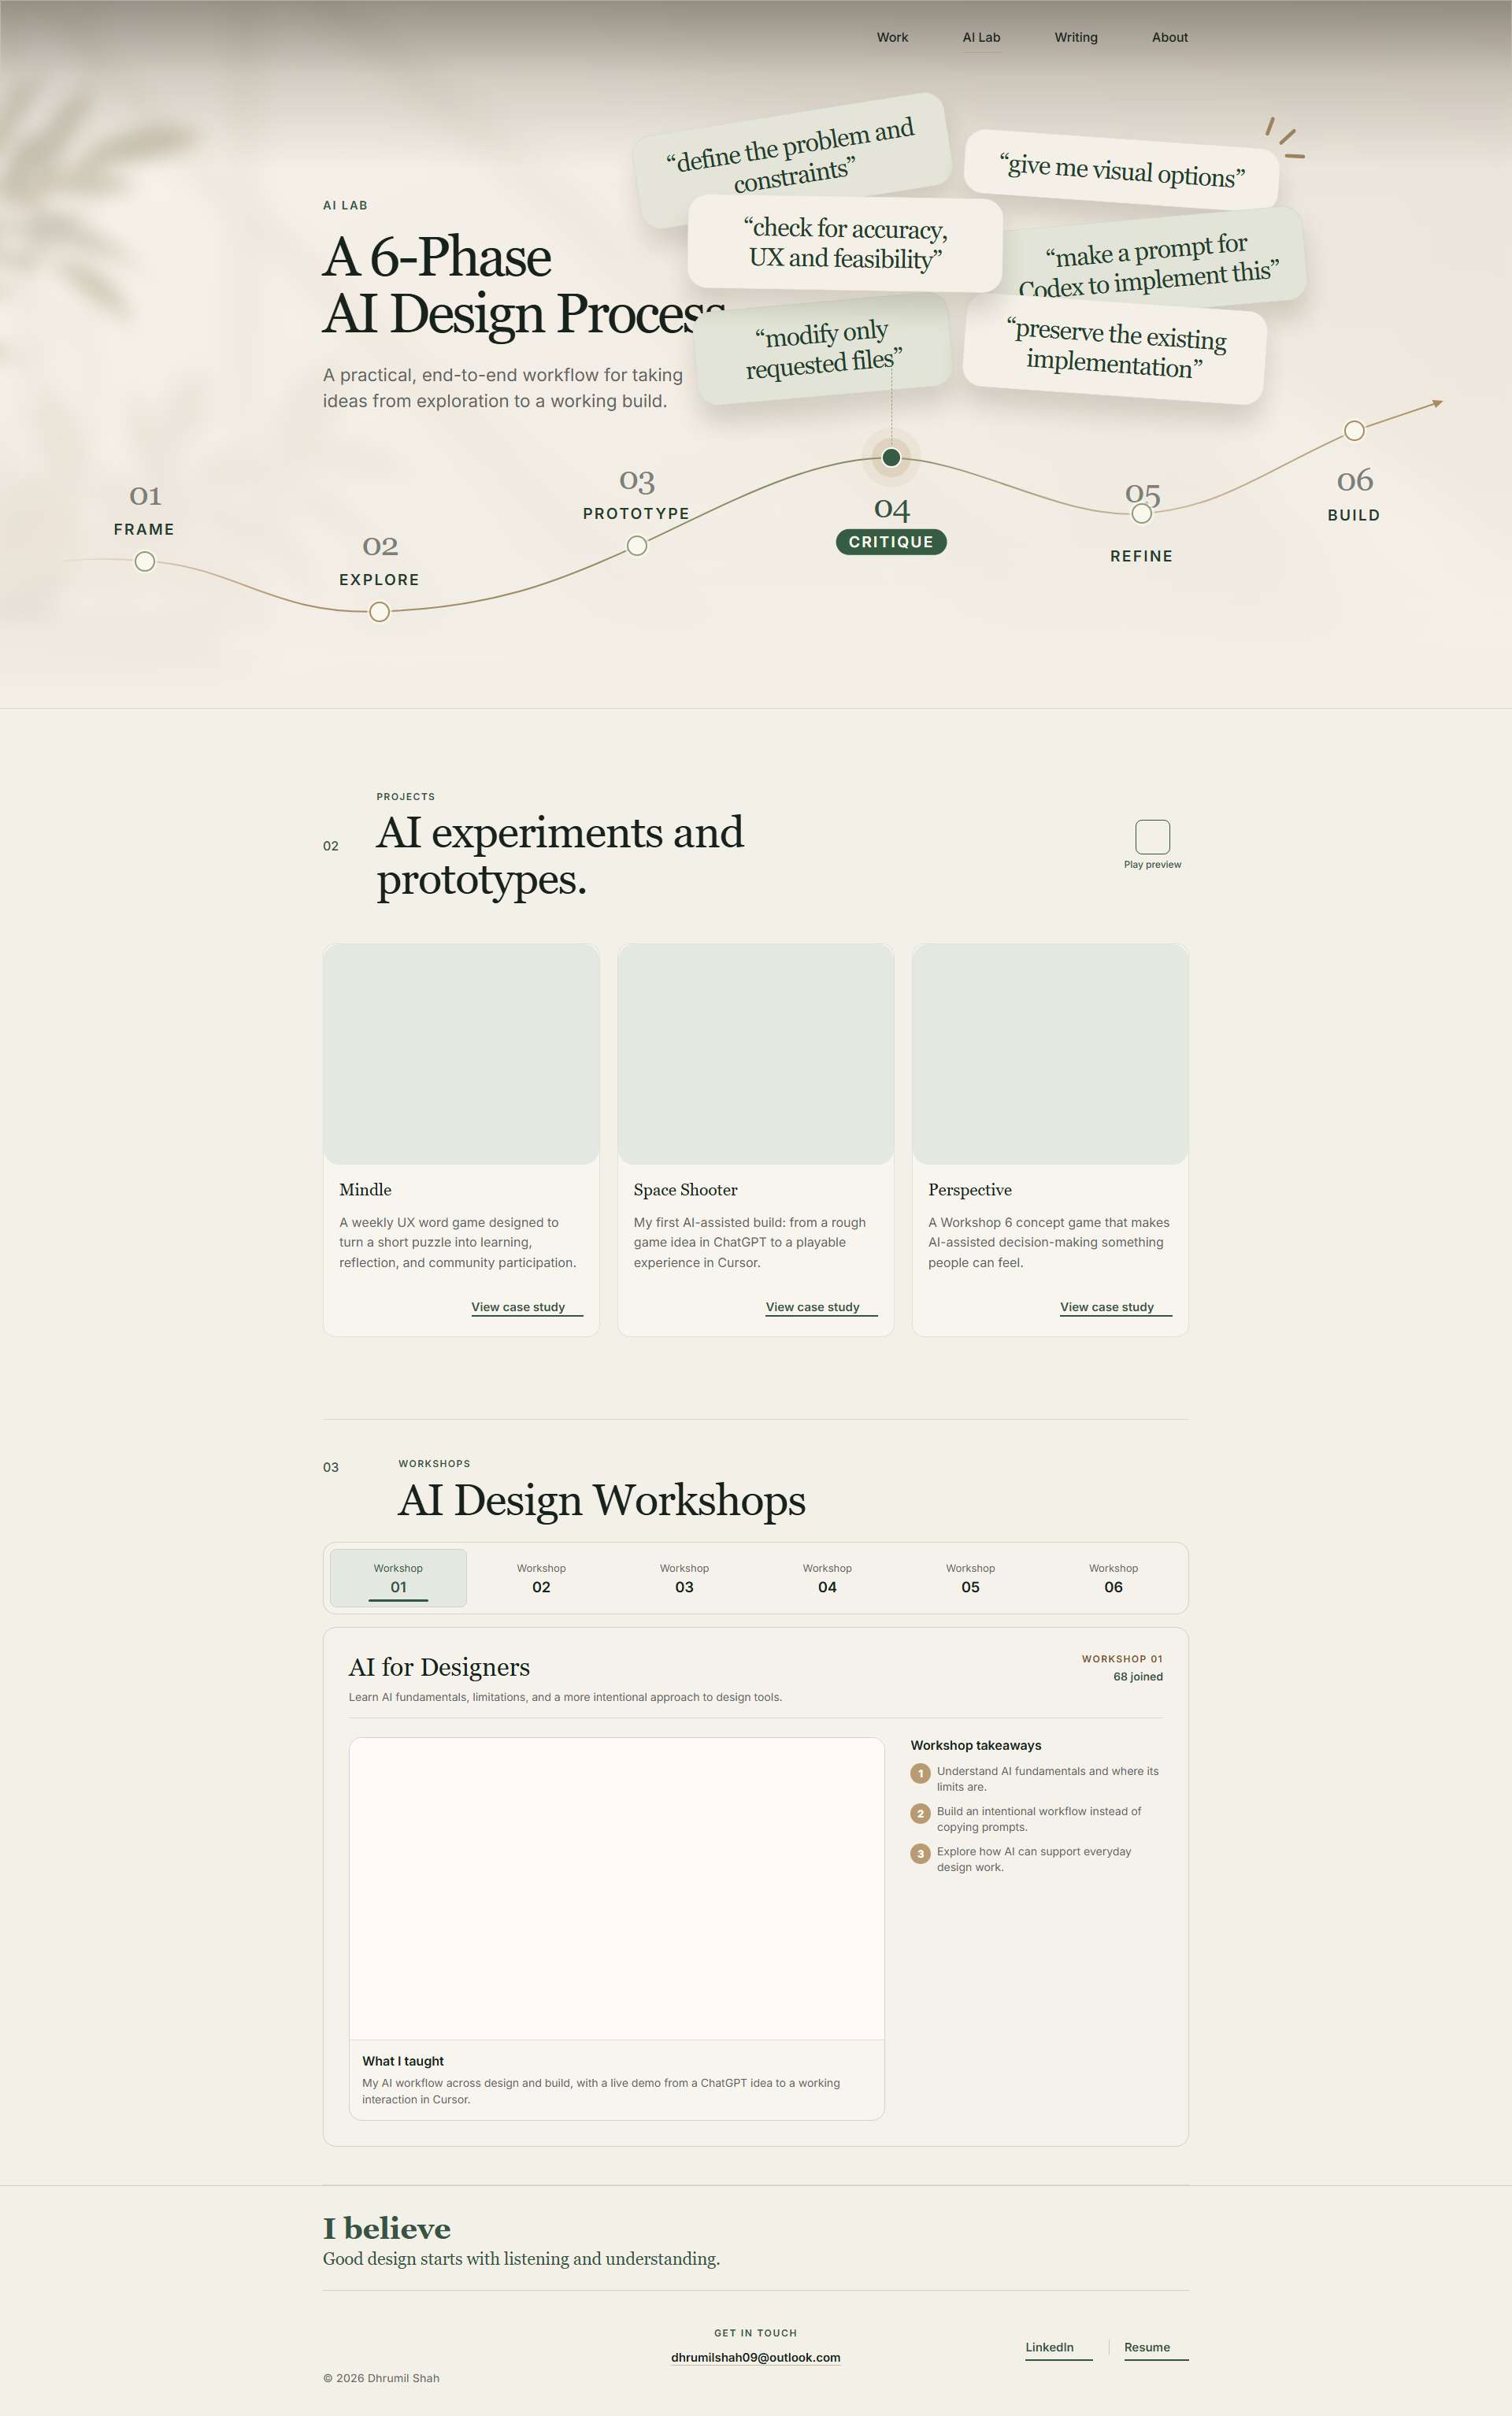 Work
AI Lab
Writing
About
AI LAB
A 6-Phase
AI Design Process
A practical, end-to-end workflow for taking
ideas from exploration to a working build.
“define the problem and
constraints”
“give me visual options”
“check for accuracy,
UX and feasibility”
“make a prompt for
Codex to implement this”
“modify only
requested files”
“preserve the existing
implementation”
01
FRAME
02
EXPLORE
03
PROTOTYPE
04
CRITIQUE
05
REFINE
06
BUILD
02
PROJECTS
AI experiments and
prototypes.
Play preview
Mindle
A weekly UX word game designed to
turn a short puzzle into learning,
reflection, and community participation.
View case study
Space Shooter
My first AI-assisted build: from a rough
game idea in ChatGPT to a playable
experience in Cursor.
View case study
Perspective
A Workshop 6 concept game that makes
AI-assisted decision-making something
people can feel.
View case study
03
WORKSHOPS
AI Design Workshops
Workshop
01
Workshop
02
Workshop
03
Workshop
04
Workshop
05
Workshop
06
AI for Designers
Learn AI fundamentals, limitations, and a more intentional approach to design tools.
WORKSHOP 01
68 joined
What I taught
My AI workflow across design and build, with a live demo from a ChatGPT idea to a working
interaction in Cursor.
Workshop takeaways
1 Understand AI fundamentals and where its
limits are.
2 Build an intentional workflow instead of
copying prompts.
3 Explore how AI can support everyday
design work.
I believe
Good design starts with listening and understanding.
GET IN TOUCH
dhrumilshah09@outlook.com
LinkedIn
Resume
© 2026 Dhrumil Shah